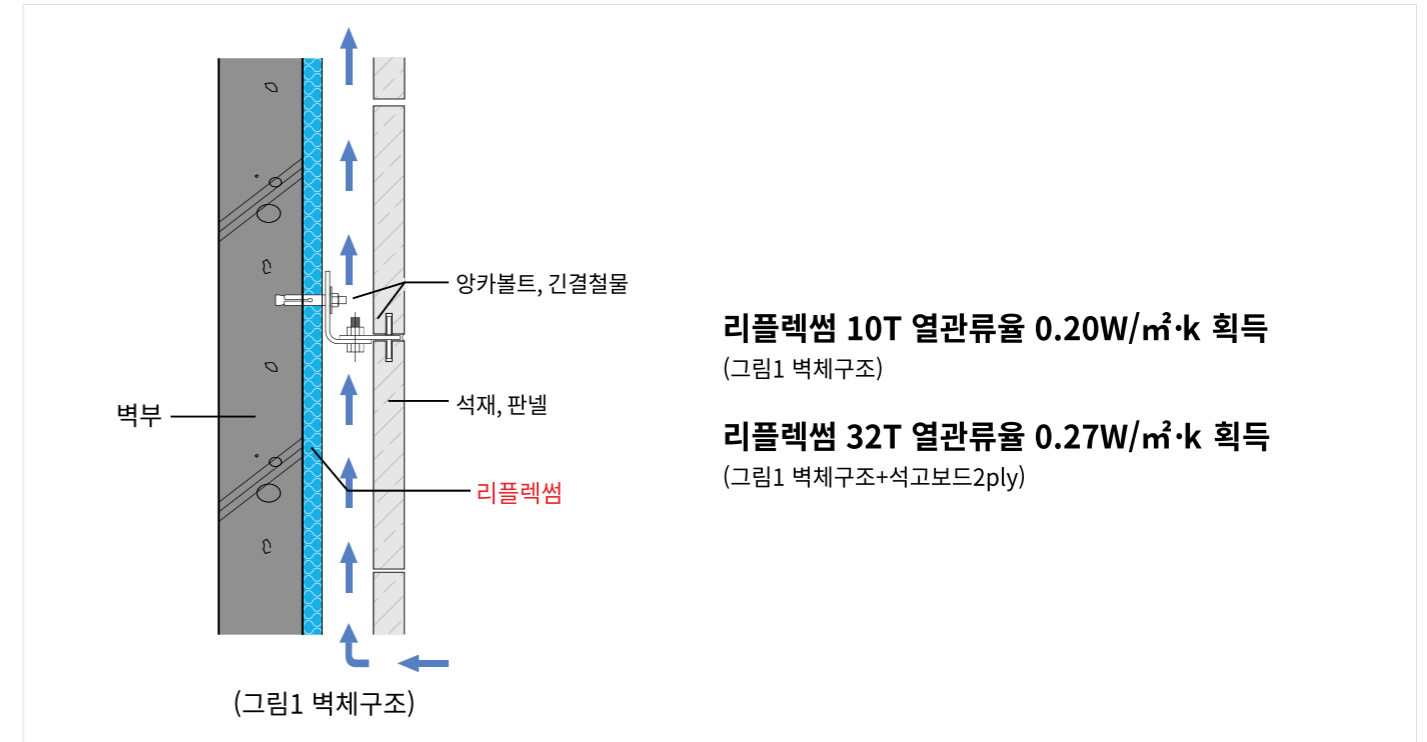 앙카볼트, 긴결철물
석재, 판넬
벽부
리플렉썸
(그림1 벽체구조)
리플렉썸 10T 열관류율 0.20W/㎡·k 획득
(그림1 벽체구조)
리플렉썸 32T 열관류율 0.27W/㎡·k 획득
(그림1 벽체구조+석고보드2ply)